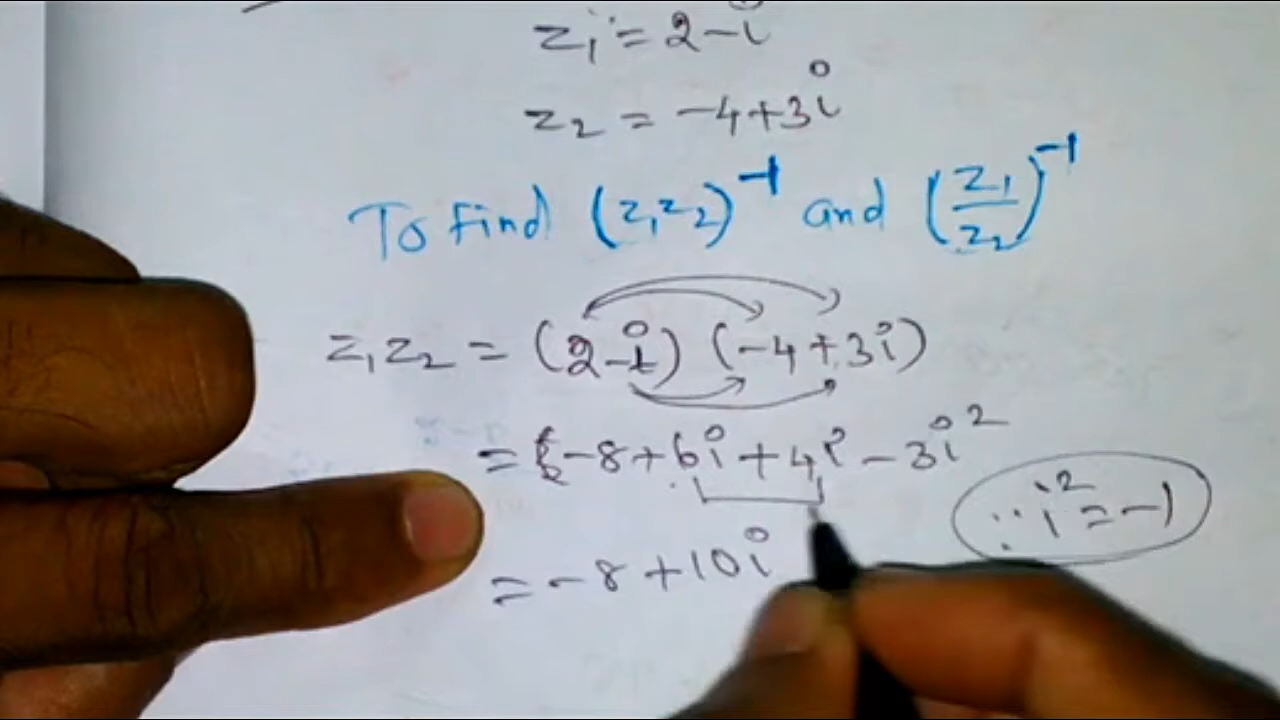 z₁ = 2-i
z₂ = -4+3i
To find (z₁z₂)⁻¹ and (z₁/z₂)⁻¹
z₁z₂ = (2-i) (-4+3i)
= -8+6i+4i-3i²
∵ i² = -1
= -8+10i